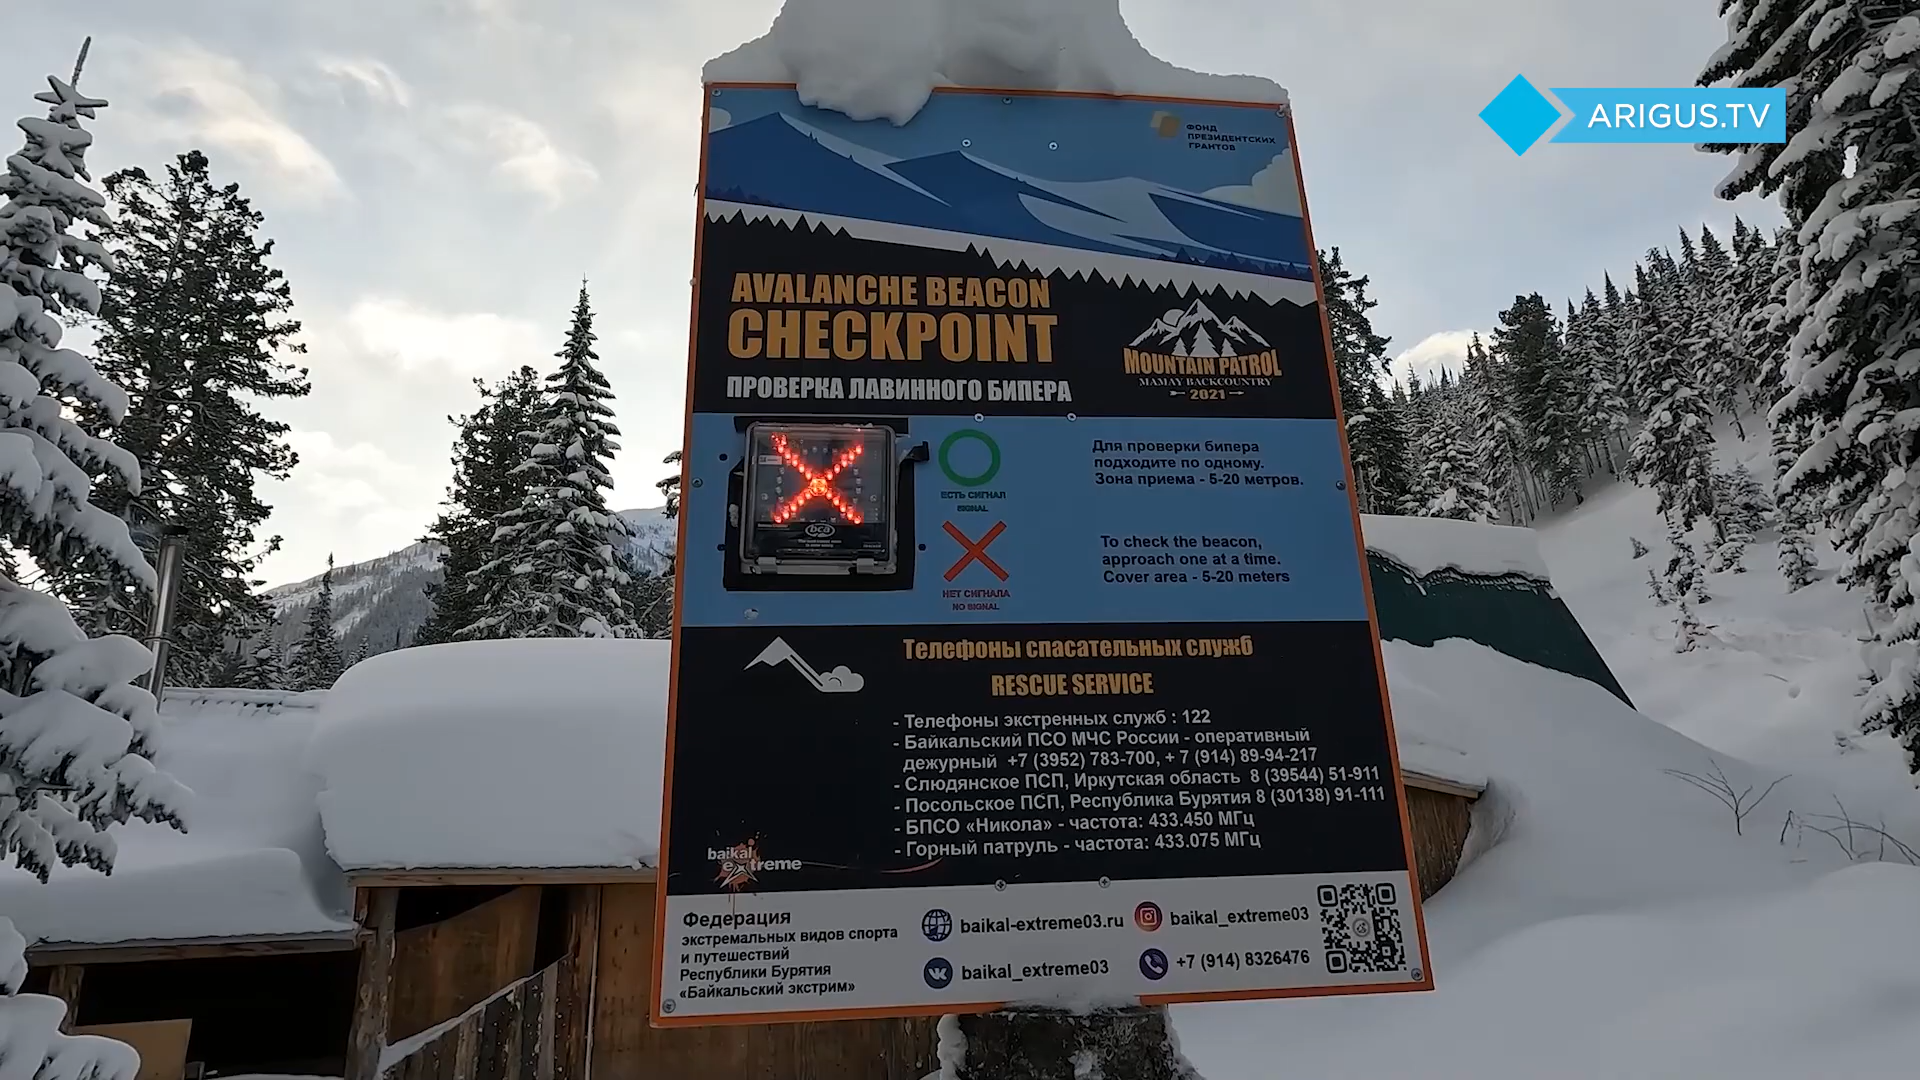 ARIGUS.TV
ФОНД
ПРЕЗИДЕНТСКИХ
ГРАНТОВ
AVALANCHE BEACON
CHECKPOINT
ПРОВЕРКА ЛАВИННОГО БИПЕРА
MOUNTAIN PATROL
MAMAY BACKCOUNTRY
2021
bca
ЕСТЬ СИГНАЛ
SIGNAL
НЕТ СИГНАЛА
NO SIGNAL
Для проверки бипера
подходите по одному.
Зона приема - 5-20 метров.
To check the beacon,
approach one at a time.
Cover area - 5-20 meters
Телефоны спасательных служб
RESCUE SERVICE
- Телефоны экстренных служб : 122
- Байкальский ПСО МЧС России - оперативный
дежурный +7 (3952) 783-700, + 7 (914) 89-94-217
- Слюдянское ПСП, Иркутская область 8 (39544) 51-911
- Посольское ПСП, Республика Бурятия 8 (30138) 91-111
- БПСО «Никола» - частота: 433.450 МГц
- Горный патруль - частота: 433.075 МГц
baikal
extreme
Федерация
экстремальных видов спорта
и путешествий
Республики Бурятия
«Байкальский экстрим»
baikal-extreme03.ru
baikal_extreme03
baikal_extreme03
+7 (914) 8326476